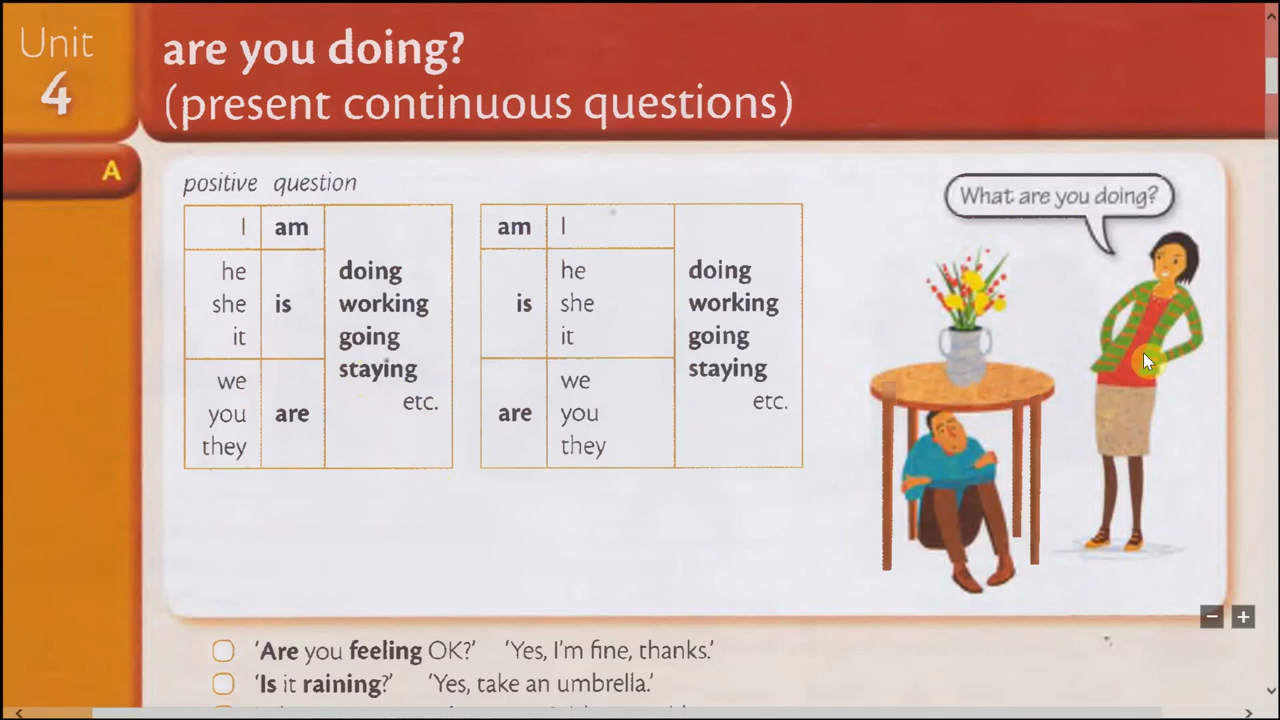 Unit
4
are you doing?
(present continuous questions)
A
positive question
I am
he
she is
it
we
you are
they
doing
working
going
staying
etc.
am I
he
is she
it
we
are you
they
doing
working
going
staying
etc.
What are you doing?
‘Are you feeling OK?’ ‘Yes, I’m fine, thanks.’
‘Is it raining?’ ‘Yes, take an umbrella.’